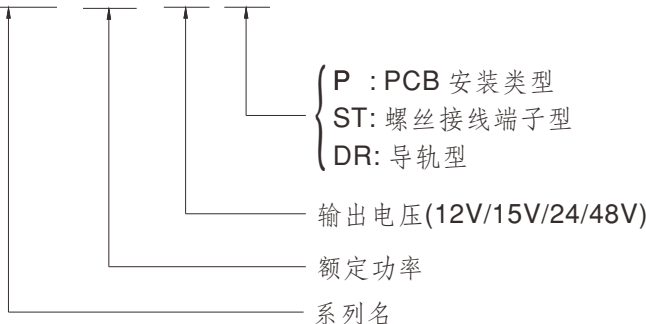 P : PCB 安装类型
ST: 螺丝接线端子型
DR: 导轨型
输出电压(12V/15V/24/48V)
额定功率
系列名